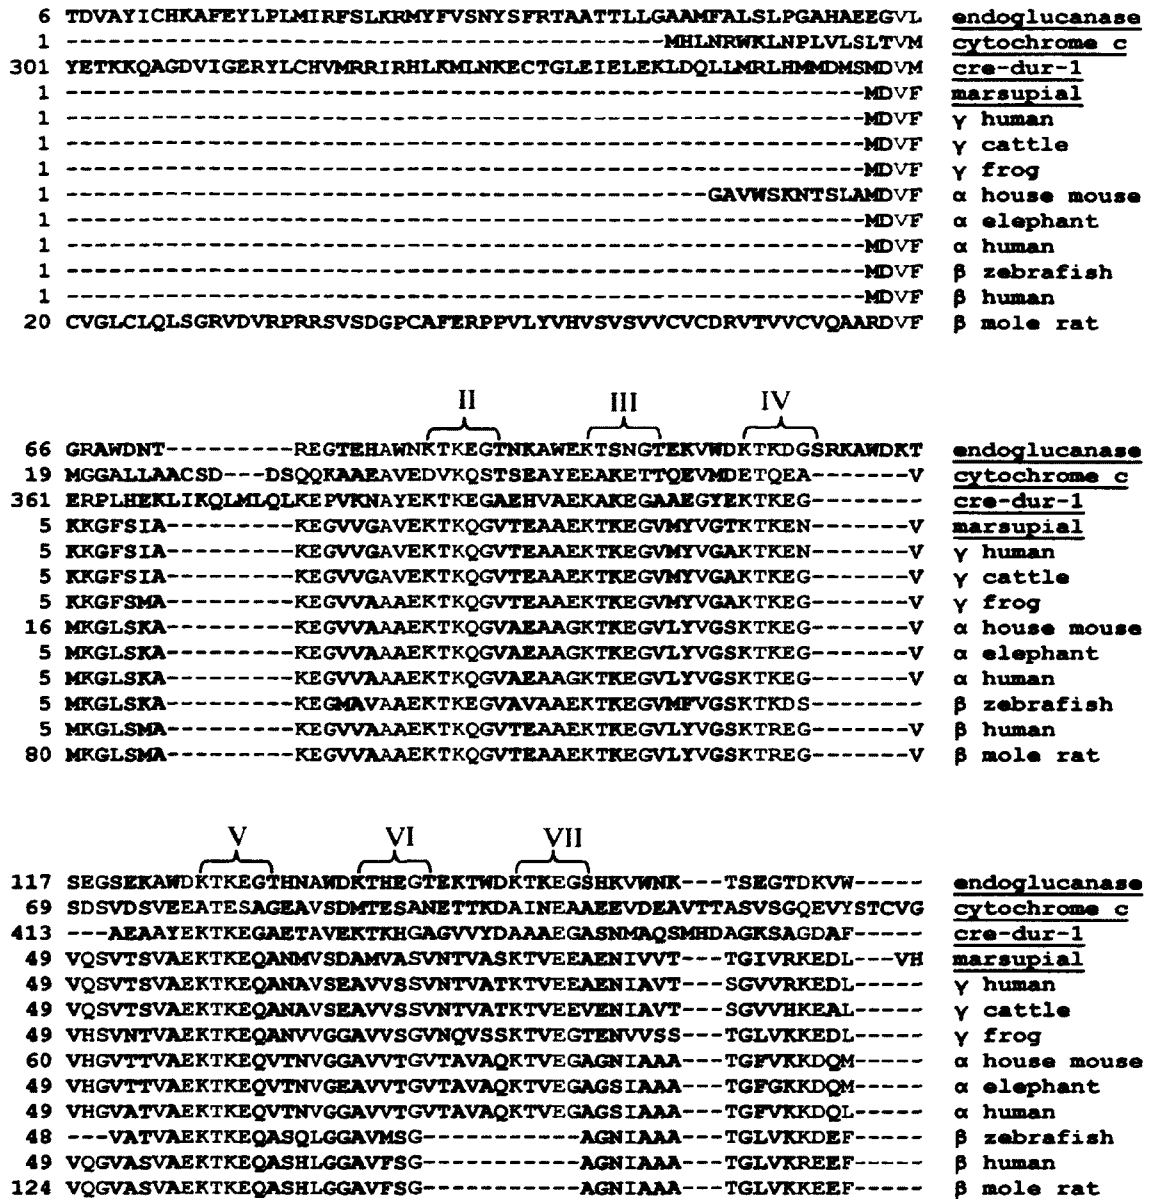 6 TDVAYICHKAFEYLPLMIRFSLKRMYFVSNYSFRTAATTLLGAAMFALSLPGAHAEEGVL endoglucanase
1 ------------------------------------------MHLNRWKLNPLVLSLTVM cytochrome c
301 YETKKQAGDVIGERYLCHVMRRIRHLKMLNKECTGLEIELEKLDQLLMRLHMMDMSMDVM cre-dur-1
1 --------------------------------------------------------MDVF marsupial
1 --------------------------------------------------------MDVF γ human
1 --------------------------------------------------------MDVF γ cattle
1 --------------------------------------------------------MDVF γ frog
1 ---------------------------------------------GAVWSKNTSLAMDVF α house mouse
1 --------------------------------------------------------MDVF α elephant
1 --------------------------------------------------------MDVF α human
1 --------------------------------------------------------MDVF β zebrafish
1 --------------------------------------------------------MDVF β human
20 CVGLCLQLSGRVDVRPRRSVSDGPCAFERPPVLYVHVSVSVVCVCDRVTVVCVQAARDVF β mole rat
II III IV
66 GRAWDNT---------REGTEHAWNKTKEGTNKAWEKTSNGTEKVWDKTKDGSRKAWDKT endoglucanase
19 MGGALLAACSD---DSQQKAAEAVEDVKQSTSEAYEEAKETTQEVMDETQEA-------V cytochrome c
361 ERPLHEKLIKQLMLQLKEPVKNAYEKTKEGAEHVAEKAKEGAAEGYEKTKEG-------- cre-dur-1
5 KKGFSIA---------KEGVVGAVEKTKQGVTEAAEKTKEGVMYVGTKTKEN-------V marsupial
5 KKGFSIA---------KEGVVGAVEKTKQGVTEAAEKTKEGVMYVGAKTKEN-------V γ human
5 KKGFSIA---------KEGVVGAVEKTKQGVTEAAEKTKEGVMYVGAKTKEG-------V γ cattle
5 KKGFSMA---------KEGVVAAAEKTKQGVTEAAEKTKEGVMYVGAKTKEG-------V γ frog
16 MKGLSKA---------KEGVVAAAEKTKQGVAEAAGKTKEGVLYVGSKTKEG-------V α house mouse
5 MKGLSKA---------KEGVVAAAEKTKQGVAEAAGKTKEGVLYVGSKTKEG-------V α elephant
5 MKGLSKA---------KEGVVAAAEKTKQGVAEAAGKTKEGVLYVGSKTKEG-------V α human
5 MKGLSKA---------KEGMAVAAEKTKEGVAVAAEKTKEGVMFVGSKTKDS-------- β zebrafish
5 MKGLSMA---------KEGVVAAAEKTKQGVTEAAEKTKEGVLYVGSKTREG-------V β human
80 MKGLSMA---------KEGVVAAAEKTKQGVTEAAEKTKEGVLYVGSKTREG-------V β mole rat
V VI VII
117 SEGSEKAWDKTKEGTHNAWDKTHEGTEKTWDKTKEGSHKVWNK---TSEGTDKVW----- endoglucanase
69 SDSVDSVEEATESAGEAVSDMTESANETTKDAINEAAEEVDEAVTTASVSGQEVYSTCVG cytochrome c
413 ---AEAAYEKTKEGAETAVEKTKHGAGVVYDAAAEGASNMAQSMHDAGKSAGDAF----- cre-dur-1
49 VQSVTSVAEKTKEQANMVSDAMVASVNTVASKTVEEAENIVVT---TGIVRKEDL---VH marsupial
49 VQSVTSVAEKTKEQANAVSEAVVSSVNTVATKTVEEAENIAVT---SGVVRKEDL----- γ human
49 VQSVTSVAEKTKEQANAVSEAVVSSVNTVATKTVEEVENIAVT---SGVVHKEAL----- γ cattle
49 VHSVNTVAEKTKEQANVVGGAVVSGVNQVSSKTVEGTENVVSS---TGLVKKEDL----- γ frog
60 VHGVTTVAEKTKEQVTNVGGAVVTGVTAVAQKTVEGAGNIAAA---TGFVKKDQM----- α house mouse
49 VHGVTTVAEKTKEQVTNVGEAVVTGVTAVAQKTVEGAGSIAAA---TGFGKKDQM----- α elephant
49 VHGVATVAEKTKEQVTNVGGAVVTGVTAVAQKTVEGAGSIAAA---TGFVKKDQL----- α human
48 ---VATVAEKTKEQASQLGGAVMSG-----------AGNIAAA---TGLVKKDEF----- β zebrafish
49 VQGVASVAEKTKEQASHLGGAVFSG-----------AGNIAAA---TGLVKREEF----- β human
124 VQGVASVAEKTKEQASHLGGAVFSG-----------AGNIAAA---TGLVKKEEF----- β mole rat